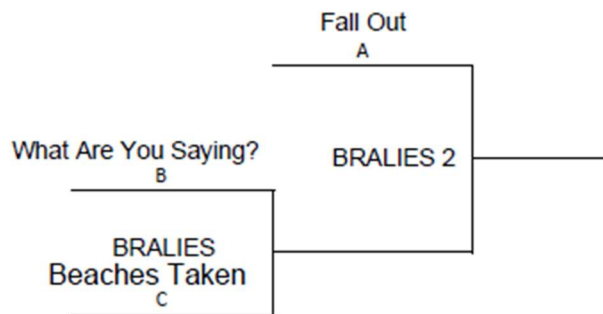 Fall Out
A
What Are You Saying?
B
BRALIES 2
BRALIES
Beaches Taken
C